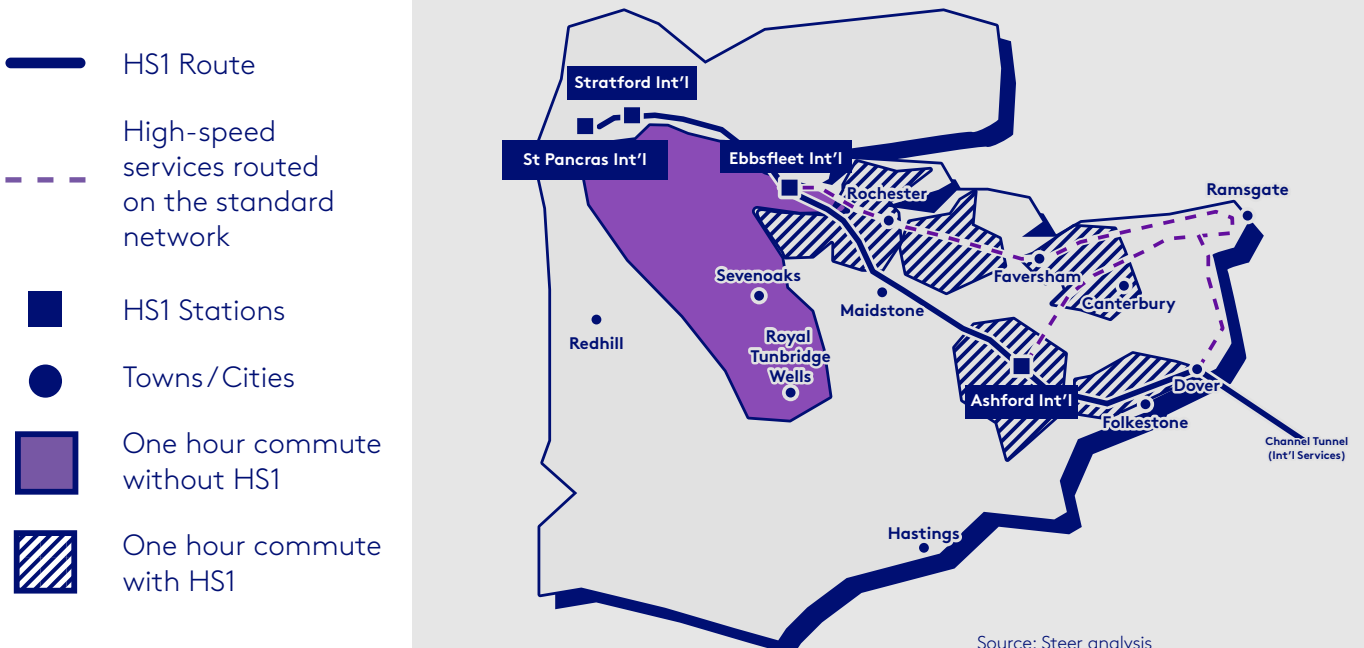 HS1 Route
High-speed
services routed
on the standard
network
HS1 Stations
Towns/Cities
One hour commute
without HS1
One hour commute
with HS1
Stratford Int'l
St Pancras Int'l
Ebbsfleet Int'l
Rochester
Ramsgate
Sevenoaks
Faversham
Canterbury
Maidstone
Redhill
Royal
Tunbridge
Wells
Ashford Int'l
Dover
Folkestone
Channel Tunnel
(Int'l Services)
Hastings
Source: Steer analysis